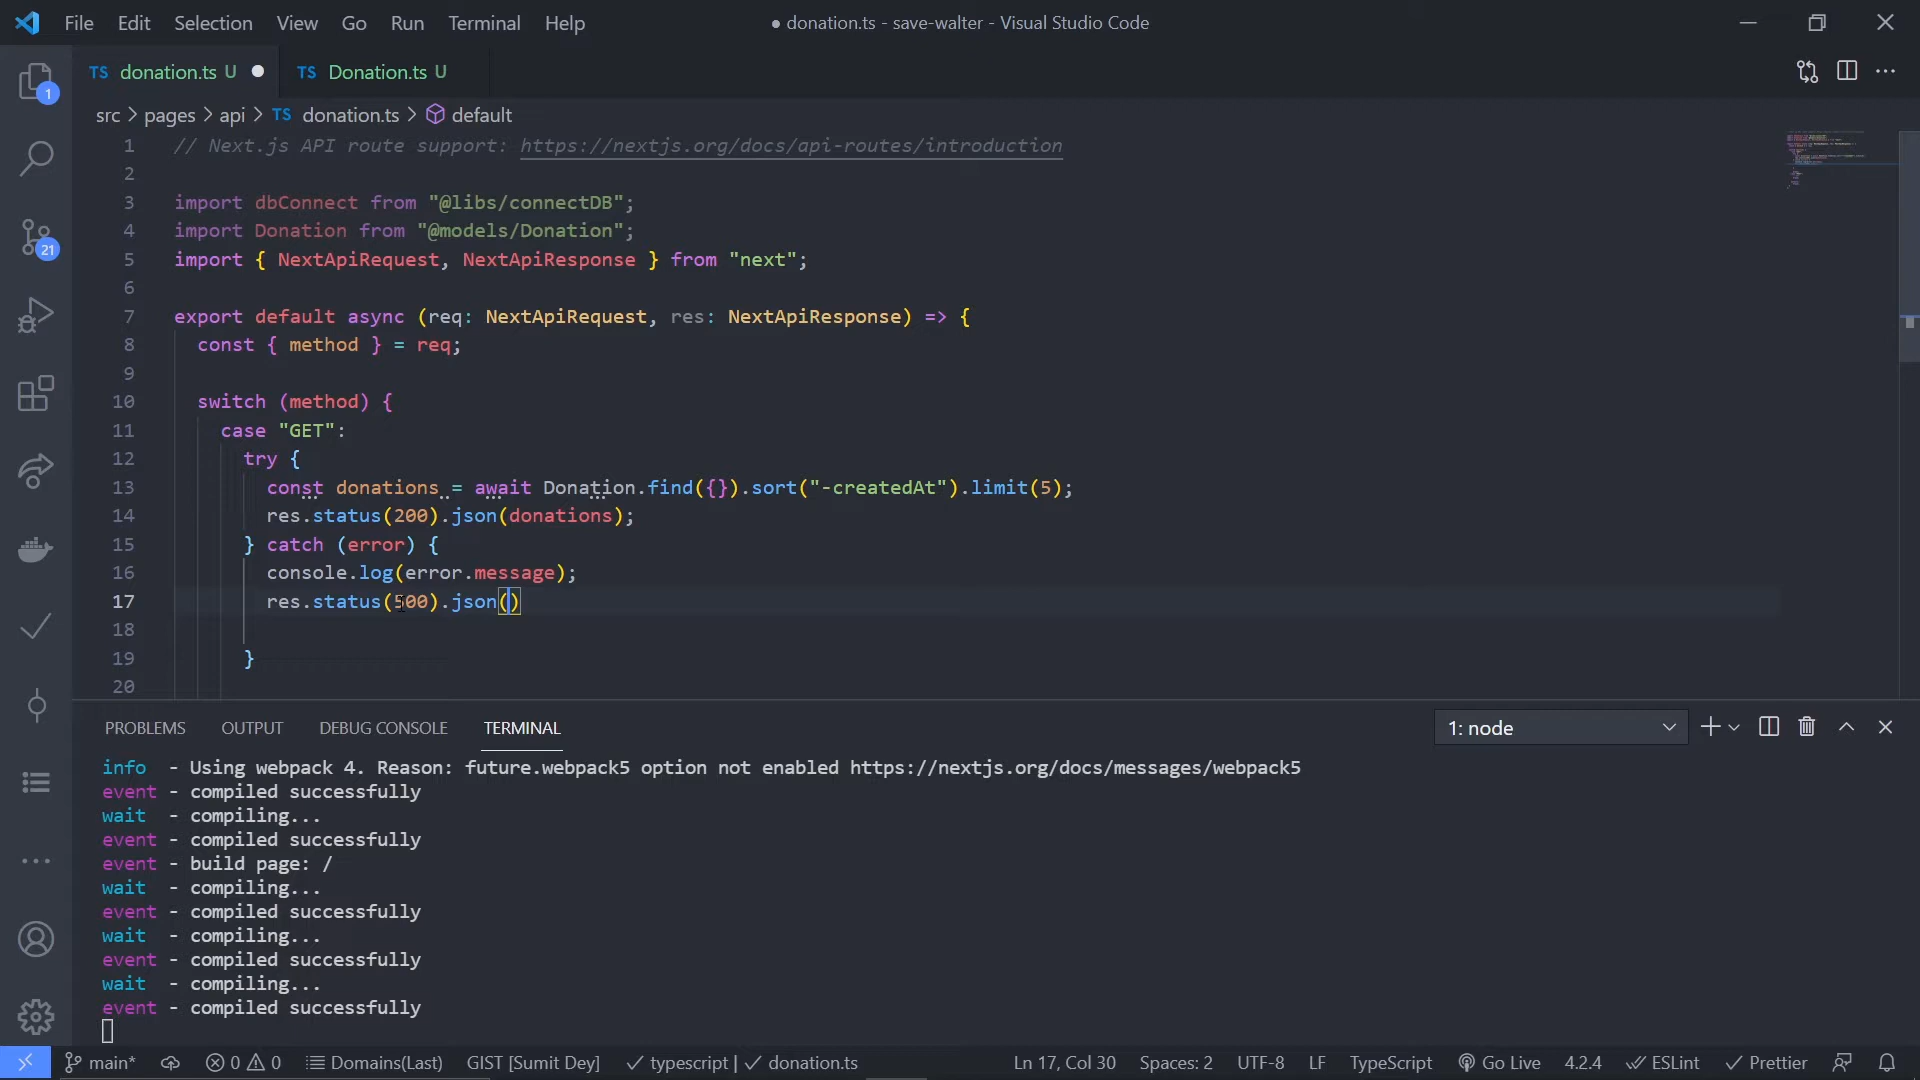 File Edit Selection View Go Run Terminal Help ● donation.ts - save-walter - Visual Studio Code
TS donation.ts U ● TS Donation.ts U
src > pages > api > TS donation.ts > default
1 // Next.js API route support: https://nextjs.org/docs/api-routes/introduction
2
3 import dbConnect from "@libs/connectDB";
4 import Donation from "@models/Donation";
5 import { NextApiRequest, NextApiResponse } from "next";
6
7 export default async (req: NextApiRequest, res: NextApiResponse) => {
8 const { method } = req;
9
10 switch (method) {
11 case "GET":
12 try {
13 const donations = await Donation.find({}).sort("-createdAt").limit(5);
14 res.status(200).json(donations);
15 } catch (error) {
16 console.log(error.message);
17 res.status(500).json()
18
19 }
20
1
21
PROBLEMS OUTPUT DEBUG CONSOLE TERMINAL 1: node
info - Using webpack 4. Reason: future.webpack5 option not enabled https://nextjs.org/docs/messages/webpack5
event - compiled successfully
wait - compiling...
event - compiled successfully
event - build page: /
wait - compiling...
event - compiled successfully
wait - compiling...
event - compiled successfully
wait - compiling...
event - compiled successfully
main* 0 0 Domains(Last) GIST [Sumit Dey] ✓ typescript | ✓ donation.ts Ln 17, Col 30 Spaces: 2 UTF-8 LF TypeScript Go Live 4.2.4 ESLint ✓ Prettier